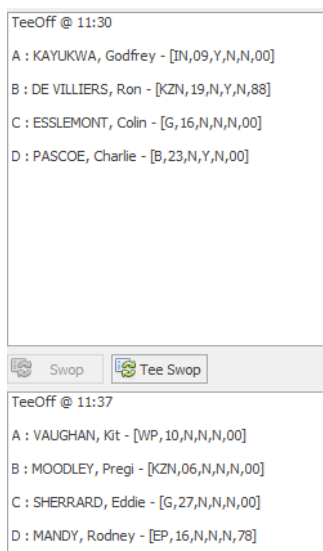 TeeOff @ 11:30
A : KAYUKWA, Godfrey - [IN,09,Y,N,N,00]
B : DE VILLIERS, Ron - [KZN,19,N,Y,N,88]
C : ESSLEMONT, Colin - [G,16,N,N,N,00]
D : PASCOE, Charlie - [B,23,N,Y,N,00]
Swop
Tee Swop
TeeOff @ 11:37
A : VAUGHAN, Kit - [WP,10,N,N,N,00]
B : MOODLEY, Pregi - [KZN,06,N,N,N,00]
C : SHERRARD, Eddie - [G,27,N,N,N,00]
D : MANDY, Rodney - [EP,16,N,N,N,78]